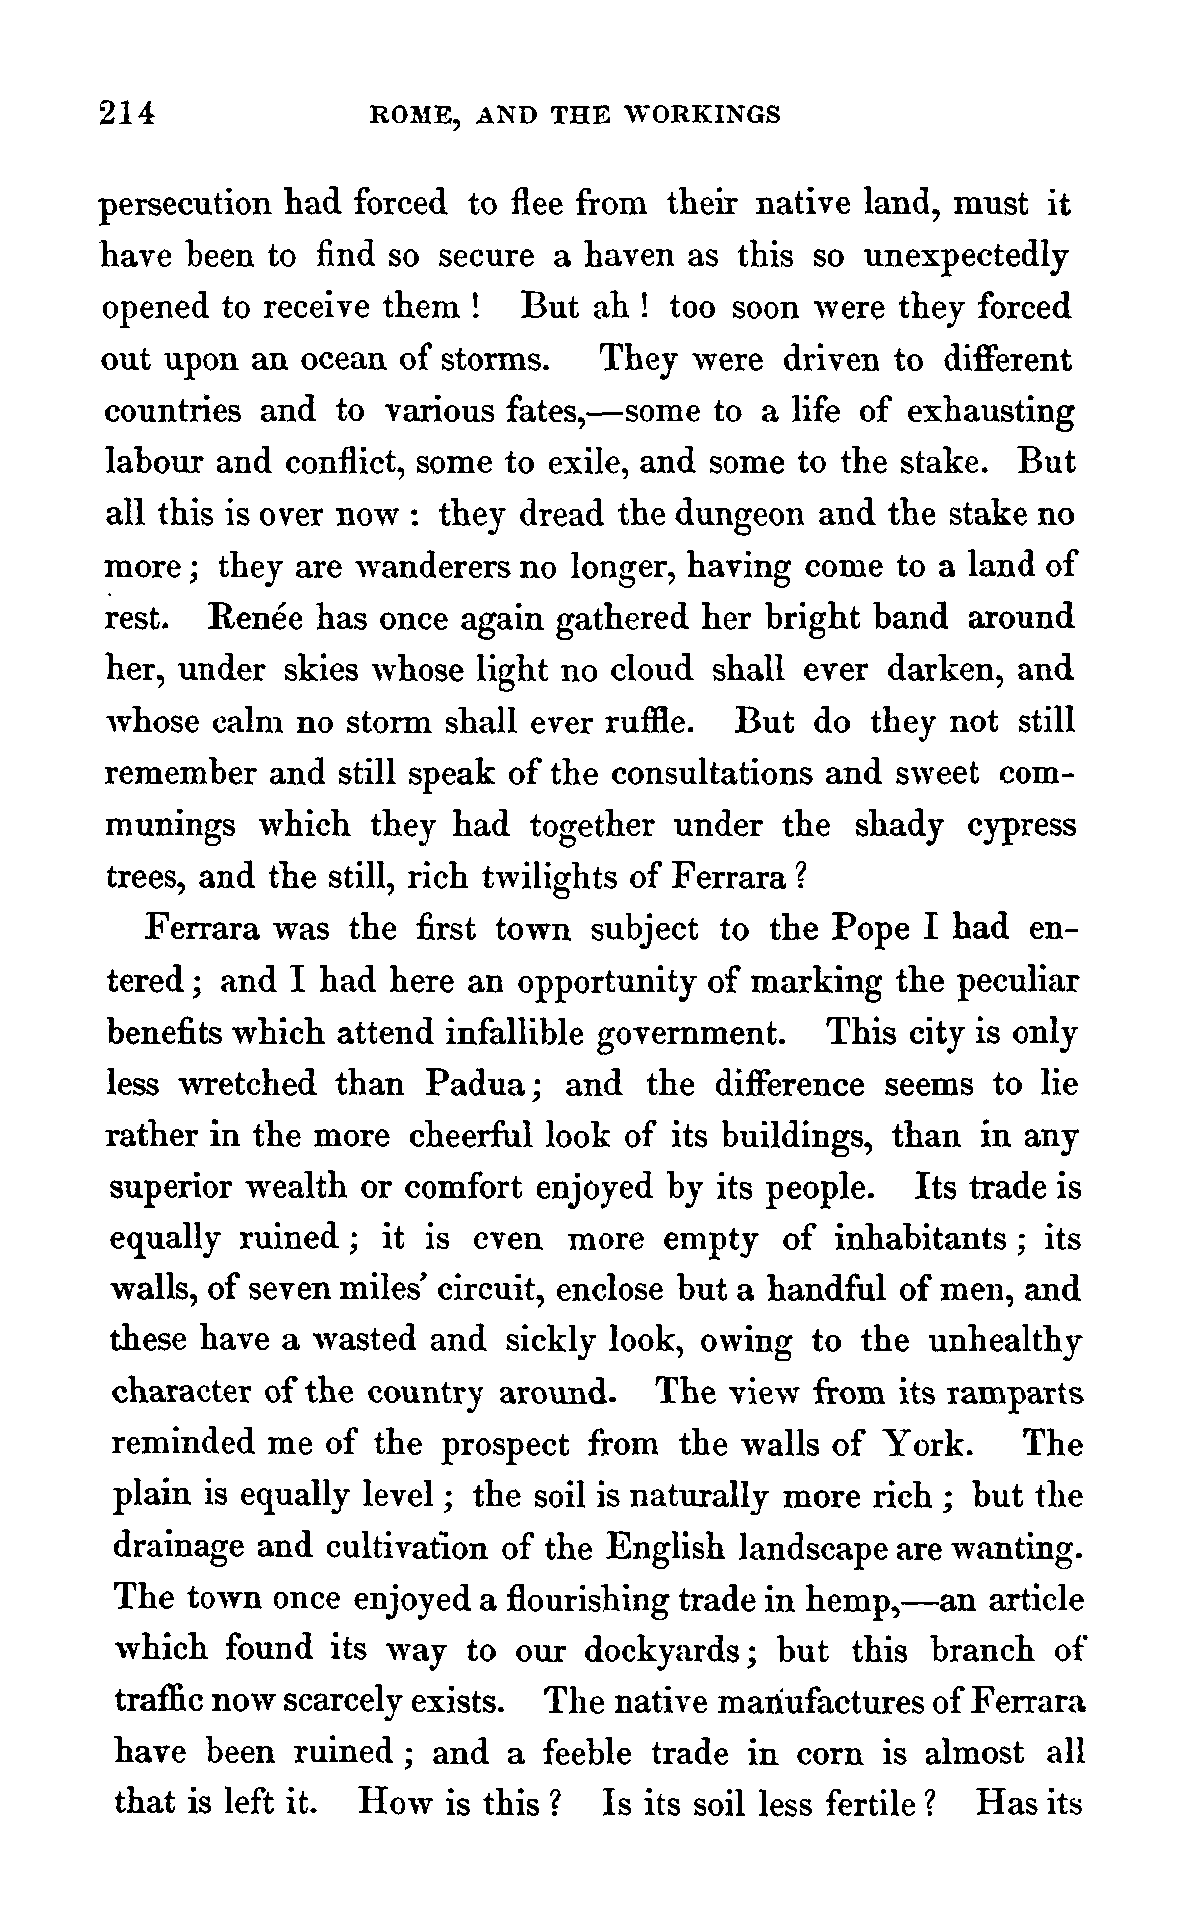 214 ROME, AND THE WORKINGS
persecution had forced to flee from their native land, must it
have been to find so secure a haven as this so unexpectedly
opened to receive them ! But ah ! too soon were they forced
out upon an ocean of storms. They were driven to different
countries and to various fates,—some to a life of exhausting
labour and conflict, some to exile, and some to the stake. But
all this is over now : they dread the dungeon and the stake no
more ; they are wanderers no longer, having come to a land of
rest. Renée has once again gathered her bright band around
her, under skies whose light no cloud shall ever darken, and
whose calm no storm shall ever ruffle. But do they not still
remember and still speak of the consultations and sweet com-
munings which they had together under the shady cypress
trees, and the still, rich twilights of Ferrara ?
Ferrara was the first town subject to the Pope I had en-
tered ; and I had here an opportunity of marking the peculiar
benefits which attend infallible government. This city is only
less wretched than Padua ; and the difference seems to lie
rather in the more cheerful look of its buildings, than in any
superior wealth or comfort enjoyed by its people. Its trade is
equally ruined ; it is even more empty of inhabitants ; its
walls, of seven miles' circuit, enclose but a handful of men, and
these have a wasted and sickly look, owing to the unhealthy
character of the country around. The view from its ramparts
reminded me of the prospect from the walls of York. The
plain is equally level ; the soil is naturally more rich ; but the
drainage and cultivation of the English landscape are wanting.
The town once enjoyed a flourishing trade in hemp,—an article
which found its way to our dockyards ; but this branch of
traffic now scarcely exists. The native manufactures of Ferrara
have been ruined ; and a feeble trade in corn is almost all
that is left it. How is this ? Is its soil less fertile ? Has its